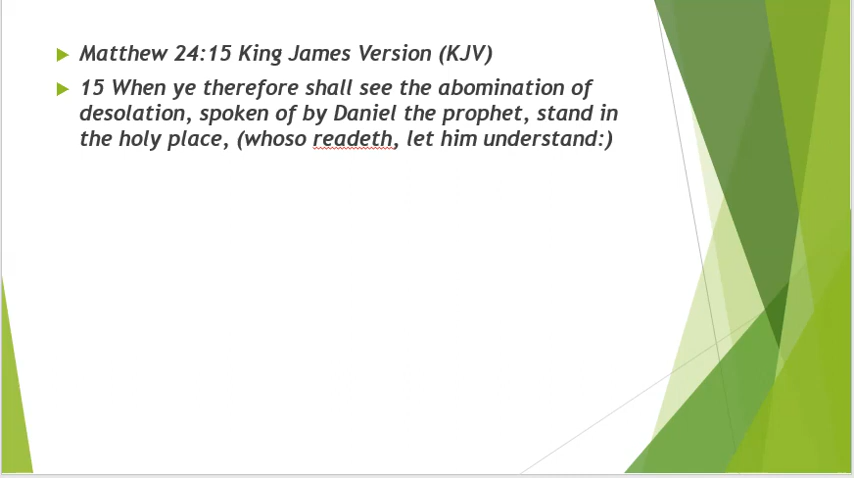 Matthew 24:15 King James Version (KJV)
15 When ye therefore shall see the abomination of
desolation, spoken of by Daniel the prophet, stand in
the holy place, (whoso readeth, let him understand:)